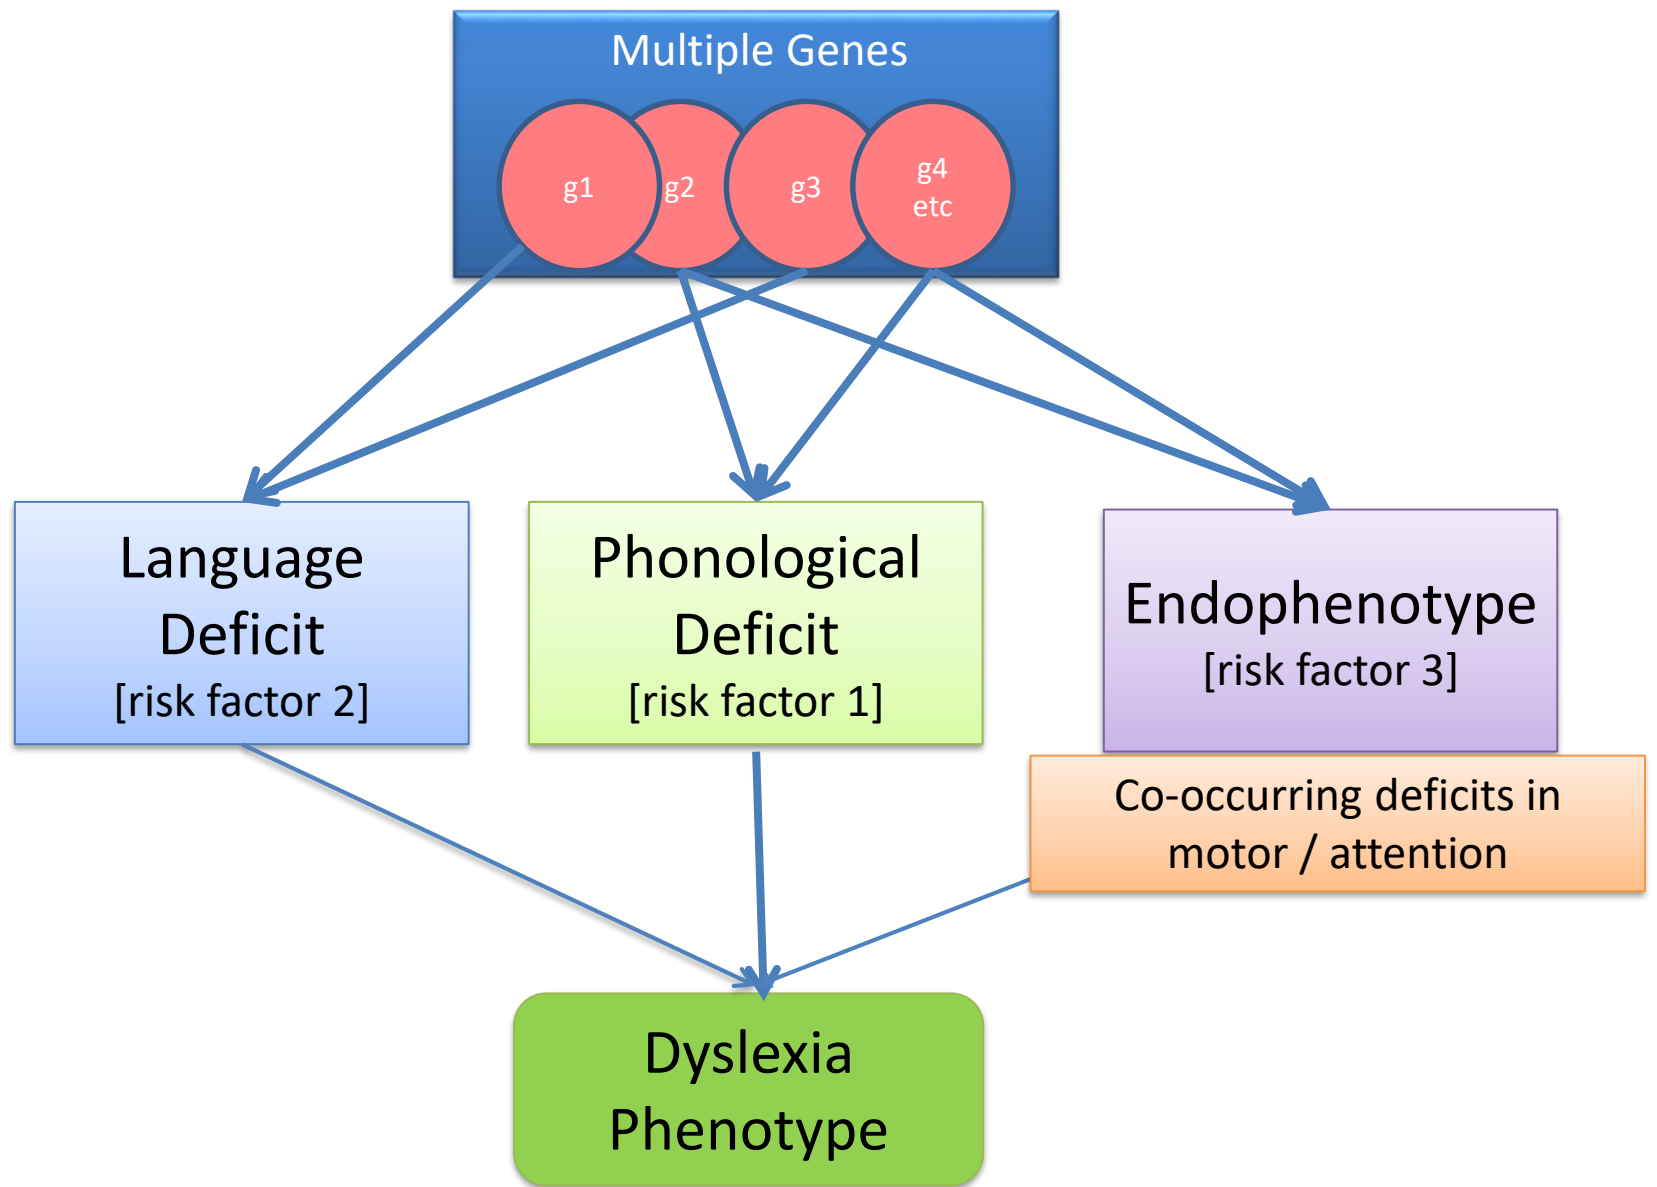 Multiple Genes
g1
g2
g3
g4
etc
Language
Deficit
[risk factor 2]
Phonological
Deficit
[risk factor 1]
Endophenotype
[risk factor 3]
Co-occurring deficits in
motor / attention
Dyslexia
Phenotype